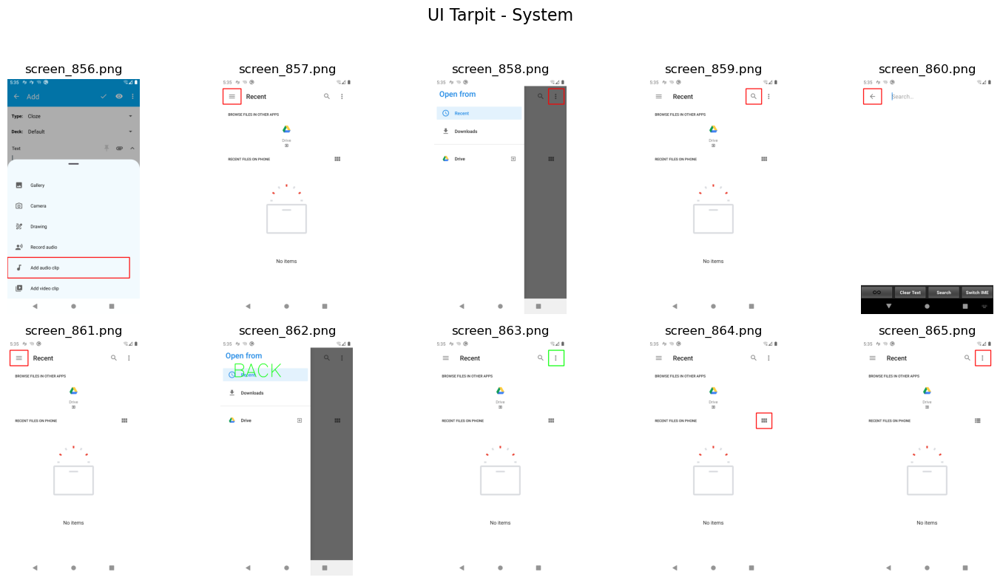 UI Tarpit - System
screen_856.png
5:35
Add
Type: Cloze
Deck: Default
Text
Gallery
Camera
Drawing
Record audio
Add audio clip
Add video clip
screen_857.png
5:35
Recent
BROWSE FILES IN OTHER APPS
Drive
RECENT FILES ON PHONE
No items
screen_858.png
5:35
Open from
Recent
Downloads
Drive
screen_859.png
5:35
Recent
BROWSE FILES IN OTHER APPS
Drive
RECENT FILES ON PHONE
No items
screen_860.png
5:35
Search...
Clear Text
Search
Switch IME
screen_861.png
5:35
Recent
BROWSE FILES IN OTHER APPS
Drive
RECENT FILES ON PHONE
No items
screen_862.png
5:35
Open from
BACK
Recent
Downloads
Drive
screen_863.png
5:35
Recent
BROWSE FILES IN OTHER APPS
Drive
RECENT FILES ON PHONE
No items
screen_864.png
5:35
Recent
BROWSE FILES IN OTHER APPS
Drive
RECENT FILES ON PHONE
No items
screen_865.png
5:35
Recent
BROWSE FILES IN OTHER APPS
Drive
RECENT FILES ON PHONE
No items